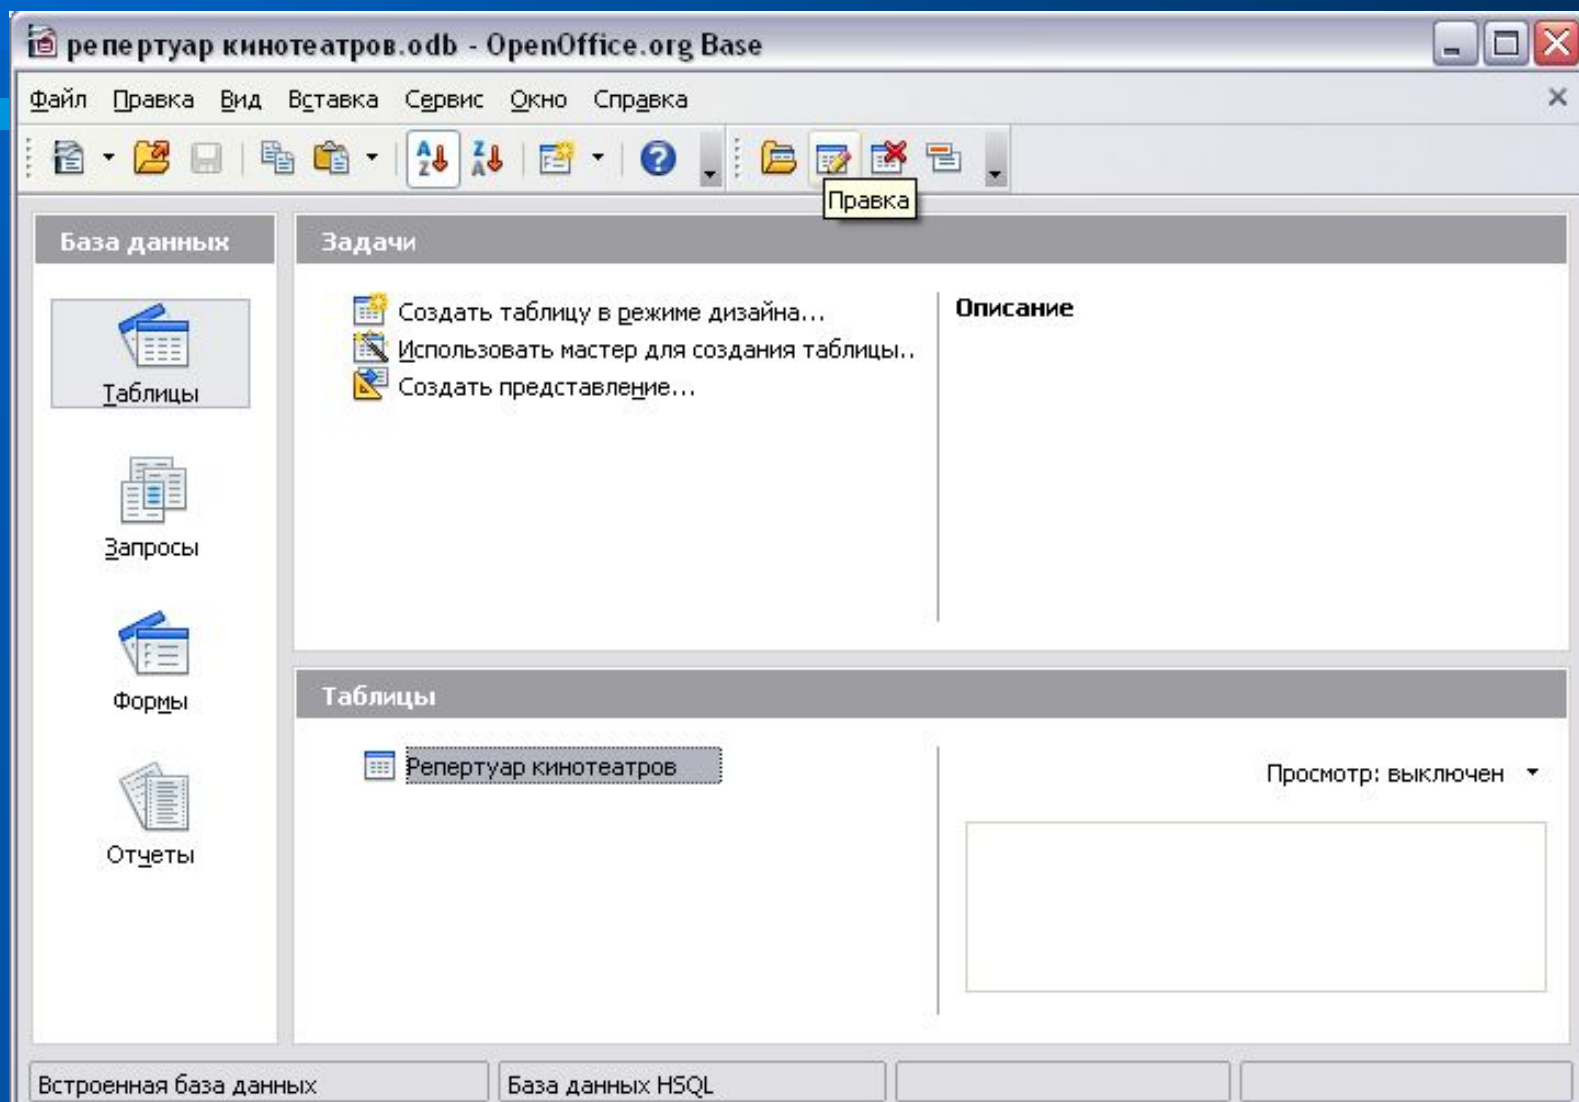 репертуар кинотеатров.odb - OpenOffice.org Base
Файл Правка Вид Вставка Сервис Окно Справка
Правка
База данных
Задачи
Таблицы
Запросы
Формы
Отчеты
Создать таблицу в режиме дизайна...
Использовать мастер для создания таблицы..
Создать представление...
Описание
Таблицы
Репертуар кинотеатров
Просмотр: выключен
Встроенная база данных
База данных HSQL